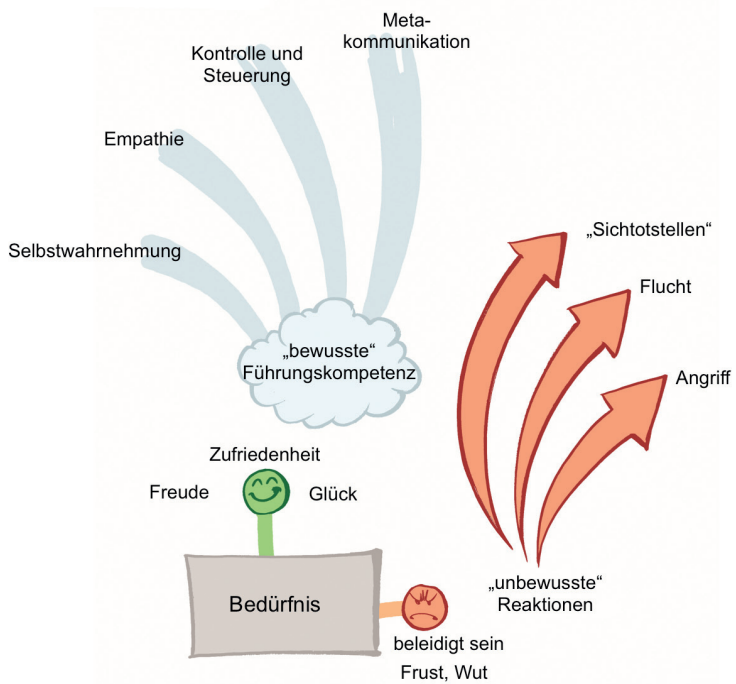 Meta-
kommunikation
Kontrolle und
Steuerung
Empathie
Selbstwahrnehmung
„Sichtotstellen“
Flucht
Angriff
„bewusste“
Führungskompetenz
Zufriedenheit
Freude
Glück
Bedürfnis
„unbewusste“
Reaktionen
beleidigt sein
Frust, Wut